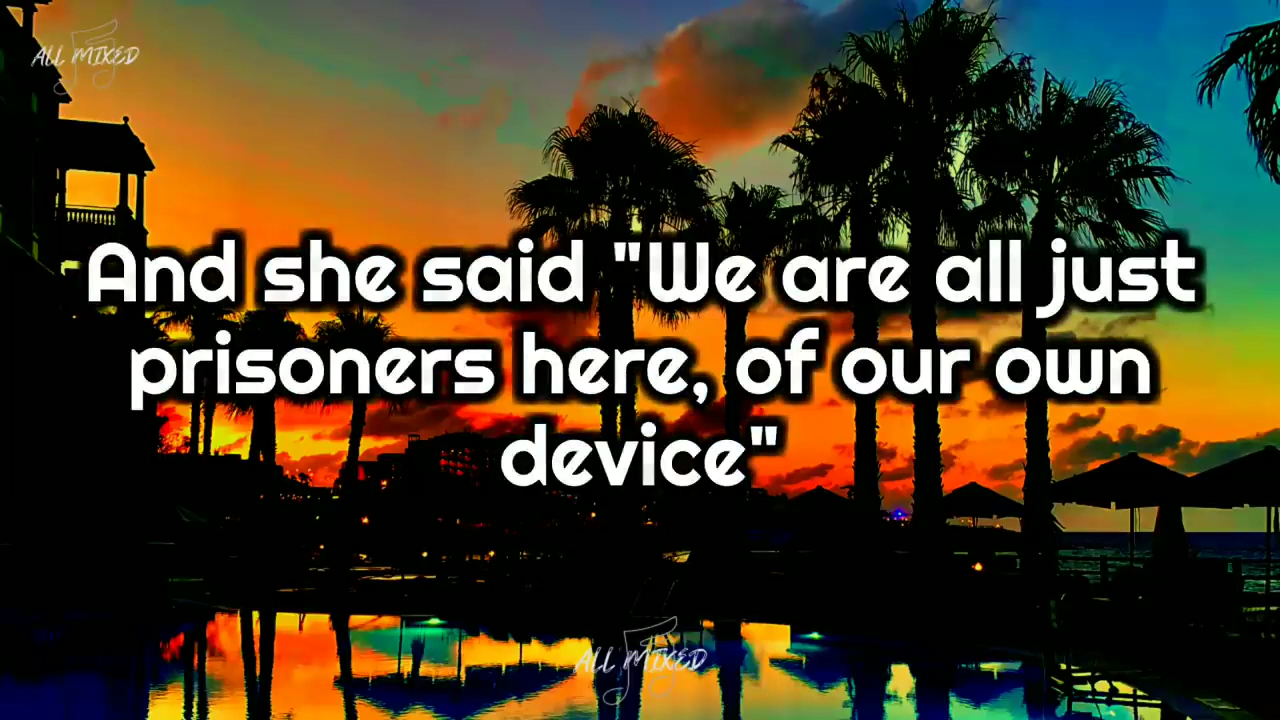 ALL MIXED
And she said "We are all just
prisoners here, of our own
device"
ALL MIXED